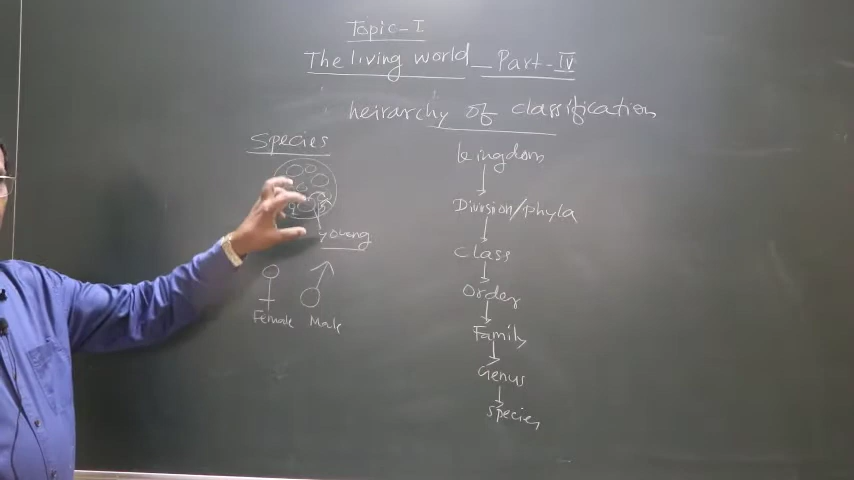 Topic-I
The living world - Part-IV
heirarchy of classification
Species
young
Female Male
kingdom
Division/phyla
Class
Order
Family
Genus
species